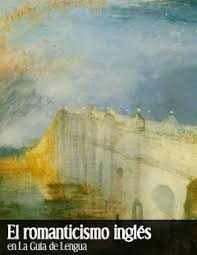 El romanticismo inglés
en La Guía de Lengua